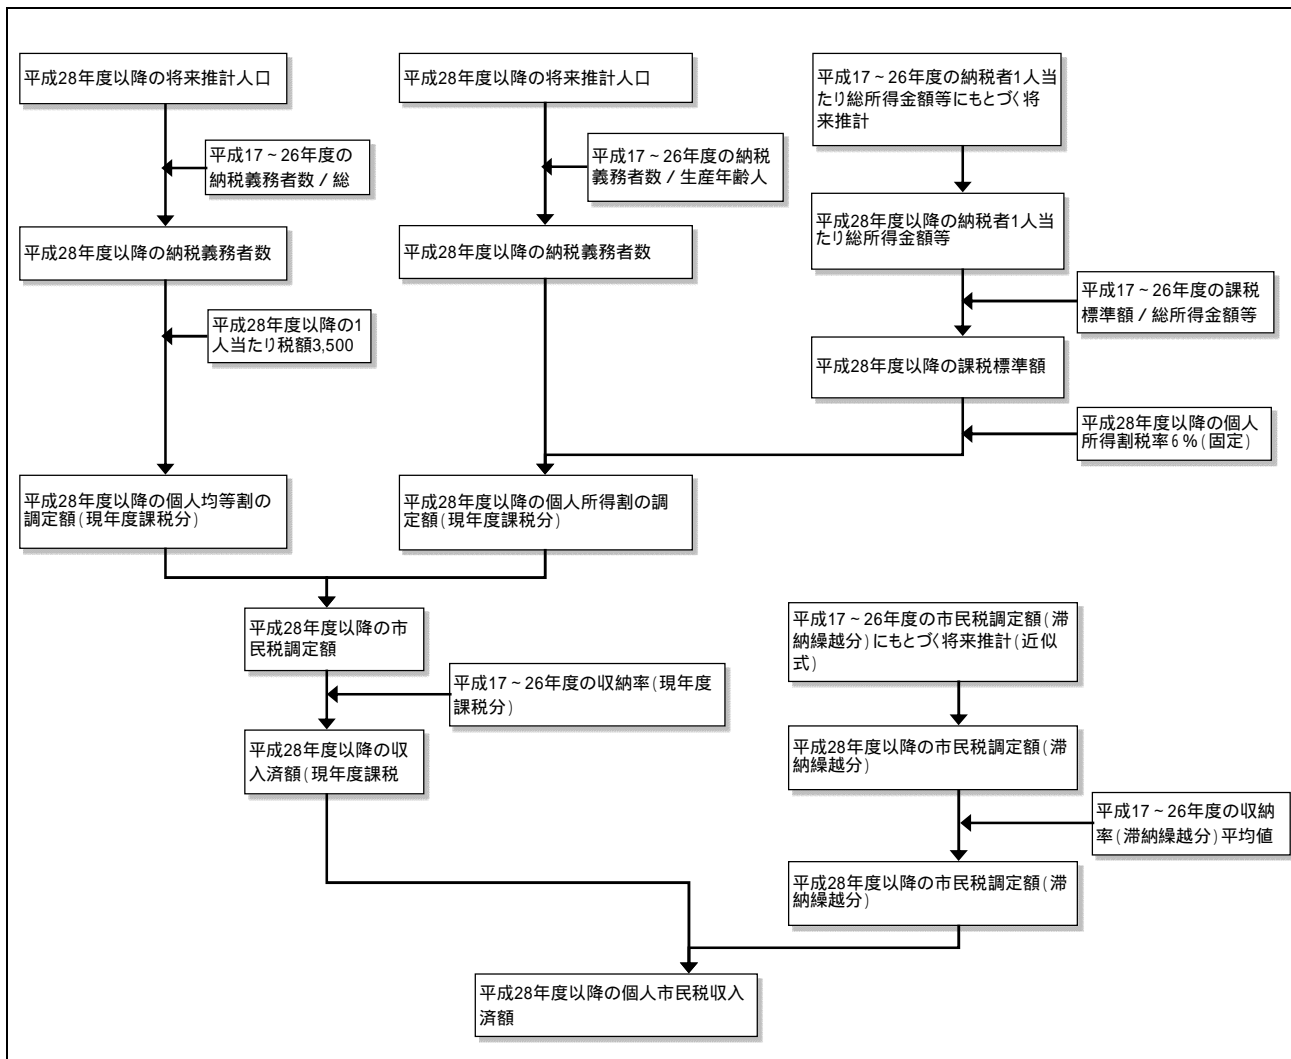 平成28年度以降の将来推計人口
平成28年度以降の将来推計人口
平成17~26年度の納税者1人当
たり総所得金額等にもとづく将
来推計
平成17~26年度の
納税義務者数/総
平成17~26年度の納税
義務者数/生産年齢人
平成28年度以降の納税義務者数
平成28年度以降の納税義務者数
平成28年度以降の納税者1人当
たり総所得金額等
平成17~26年度の課税
標準額/総所得金額等
平成28年度以降の1
人当たり税額3,500
平成28年度以降の課税標準額
平成28年度以降の個人
所得割税率6%(固定)
平成28年度以降の個人均等割の
調定額(現年度課税分)
平成28年度以降の個人所得割の調
定額(現年度課税分)
平成28年度以降の市
民税調定額
平成17~26年度の市民税調定額(滞
納繰越分)にもとづく将来推計(近似
式)
平成17~26年度の収納率(現年度
課税分)
平成28年度以降の収
入済額(現年度課税
平成28年度以降の市民税調定額(滞
納繰越分)
平成17~26年度の収納
率(滞納繰越分)平均値
平成28年度以降の市民税調定額(滞
納繰越分)
平成28年度以降の個人市民税収入
済額